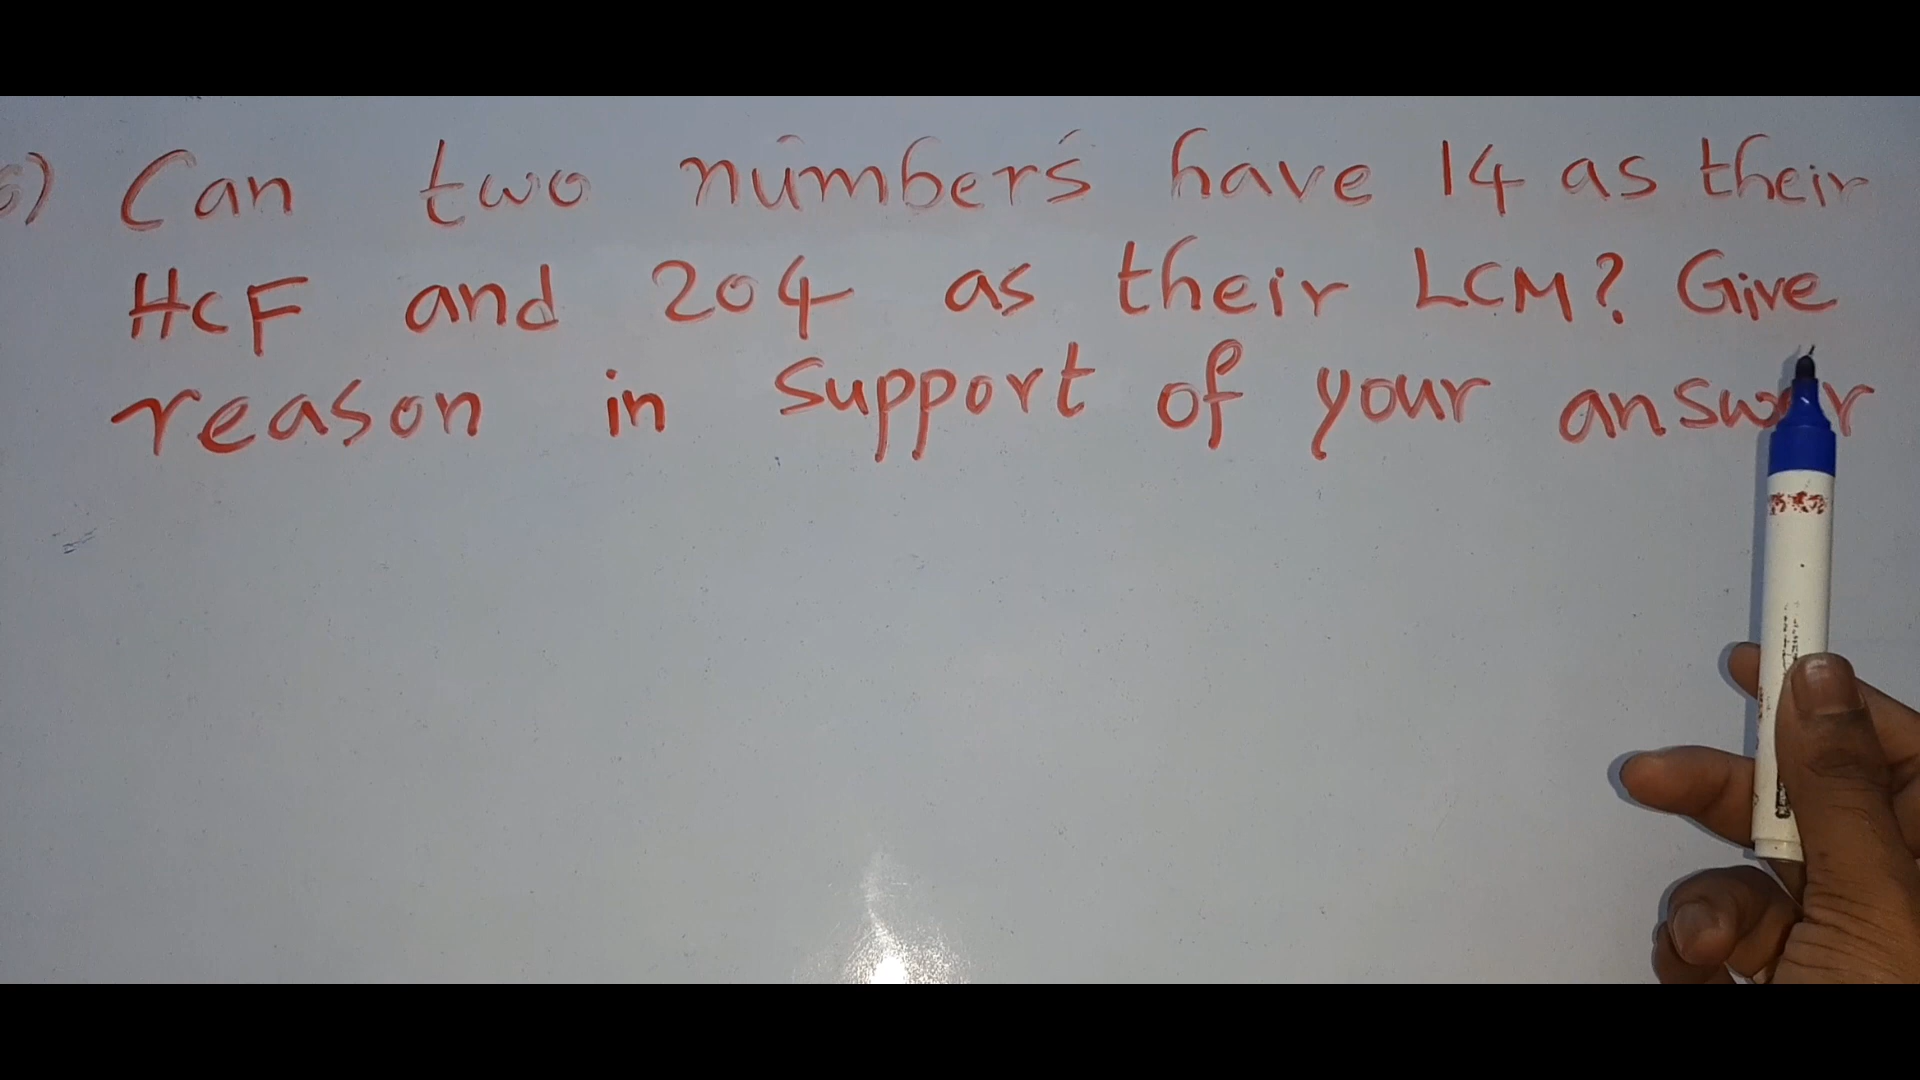 ) Can two numbers have 14 as their
HCF and 204 as their LCM? Give
reason in support of your answer